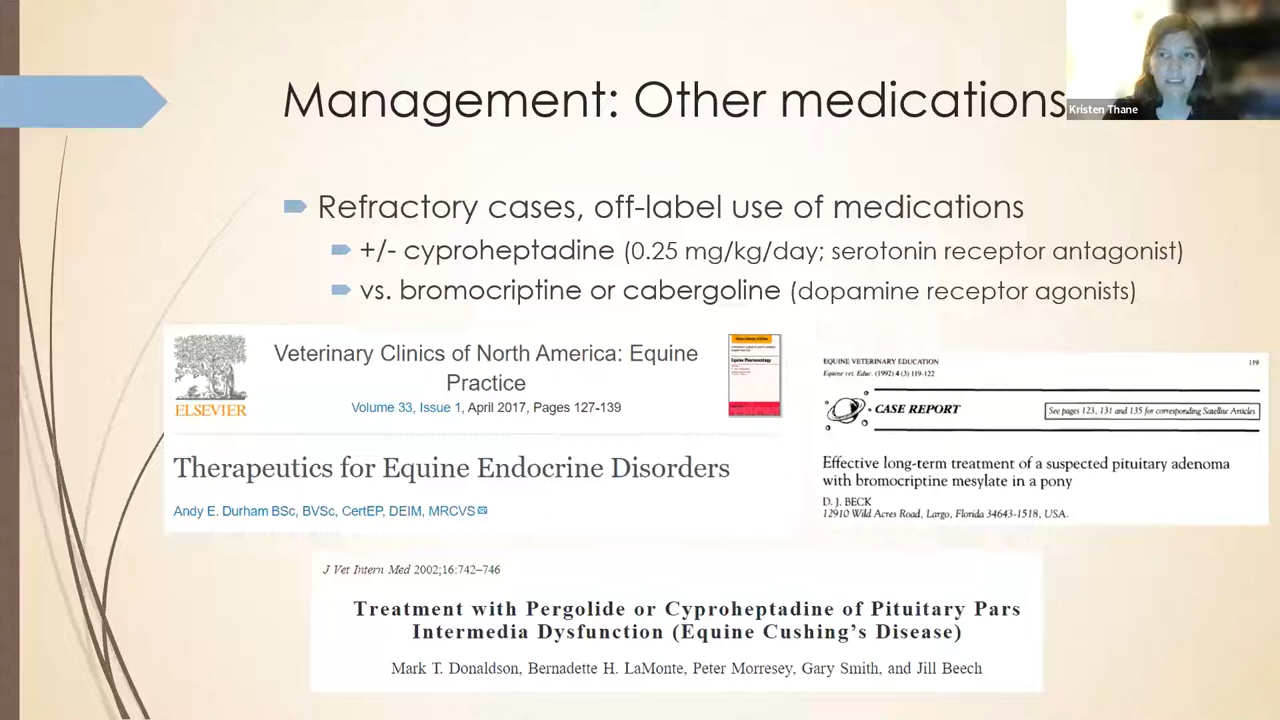 Management: Other medications
Kristen Thane
Refractory cases, off-label use of medications
+/- cyproheptadine (0.25 mg/kg/day; serotonin receptor antagonist)
vs. bromocriptine or cabergoline (dopamine receptor agonists)
ELSEVIER
Veterinary Clinics of North America: Equine
Practice
Volume 33, Issue 1, April 2017, Pages 127-139
Therapeutics for Equine Endocrine Disorders
Andy E. Durham BSc, BVSc, CertEP, DEIM, MRCVS
EQUINE VETERINARY EDUCATION
119
Equine vet. Educ. (1992) 4 (3) 119-122
CASE REPORT
See pages 123, 131 and 135 for corresponding Satellite Articles
Effective long-term treatment of a suspected pituitary adenoma
with bromocriptine mesylate in a pony
D. J. BECK
12910 Wild Acres Road, Largo, Florida 34643-1518, USA.
J Vet Intern Med 2002;16:742–746
Treatment with Pergolide or Cyproheptadine of Pituitary Pars
Intermedia Dysfunction (Equine Cushing's Disease)
Mark T. Donaldson, Bernadette H. LaMonte, Peter Morresey, Gary Smith, and Jill Beech